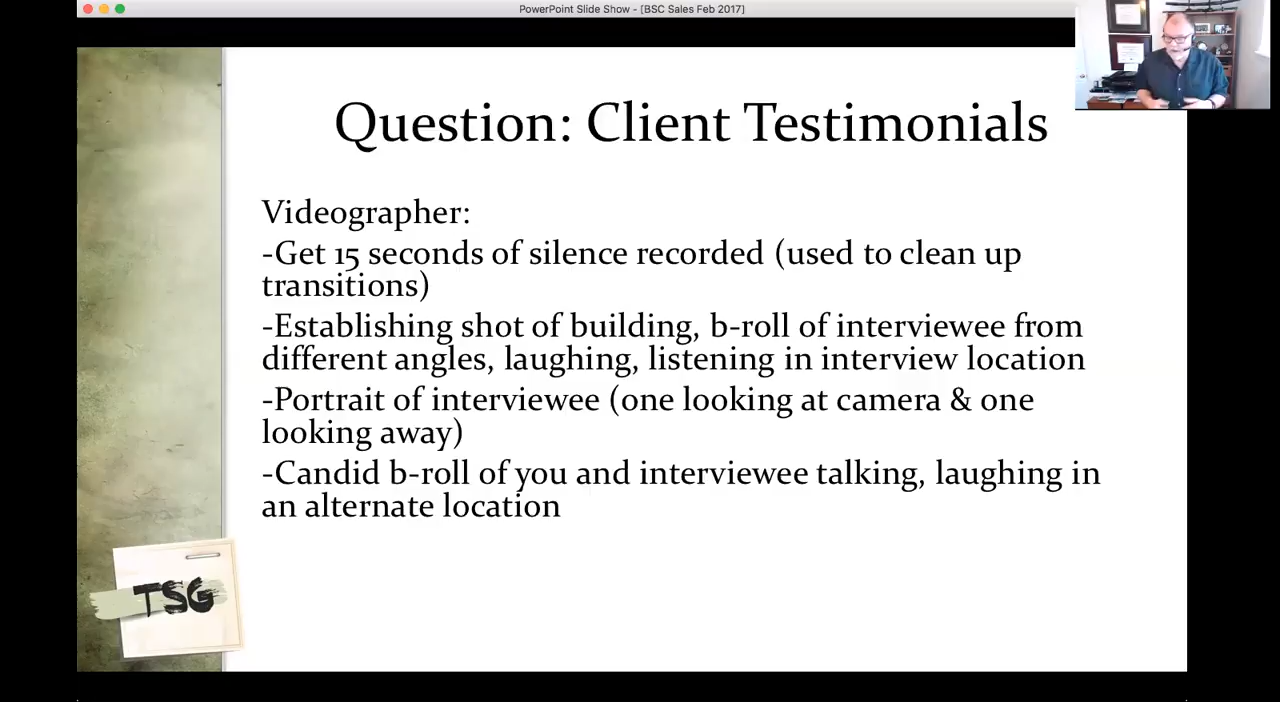 PowerPoint Slide Show - [BSC Sales Feb 2017]
Question: Client Testimonials
Videographer:
-Get 15 seconds of silence recorded (used to clean up
transitions)
-Establishing shot of building, b-roll of interviewee from
different angles, laughing, listening in interview location
-Portrait of interviewee (one looking at camera & one
looking away)
-Candid b-roll of you and interviewee talking, laughing in
an alternate location
TSG